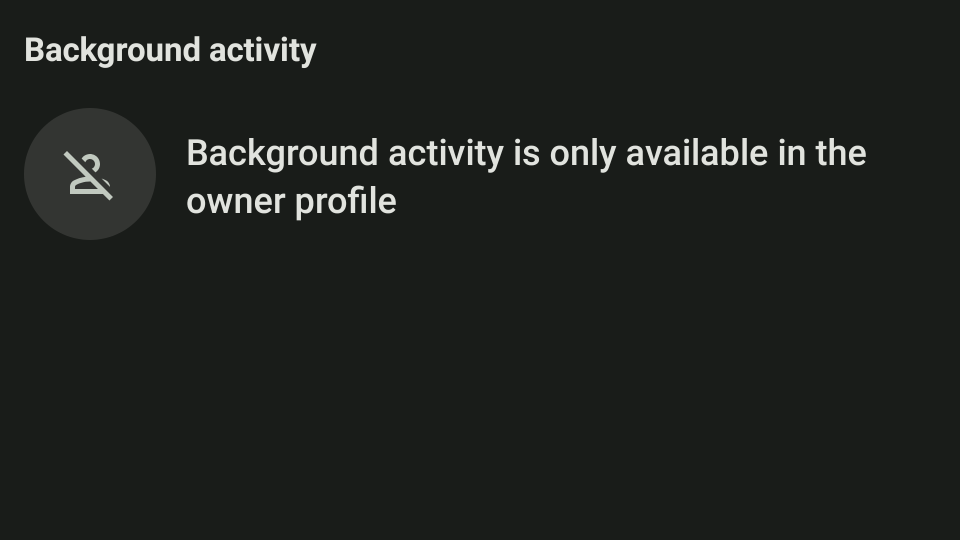 Background activity
Background activity is only available in the
owner profile